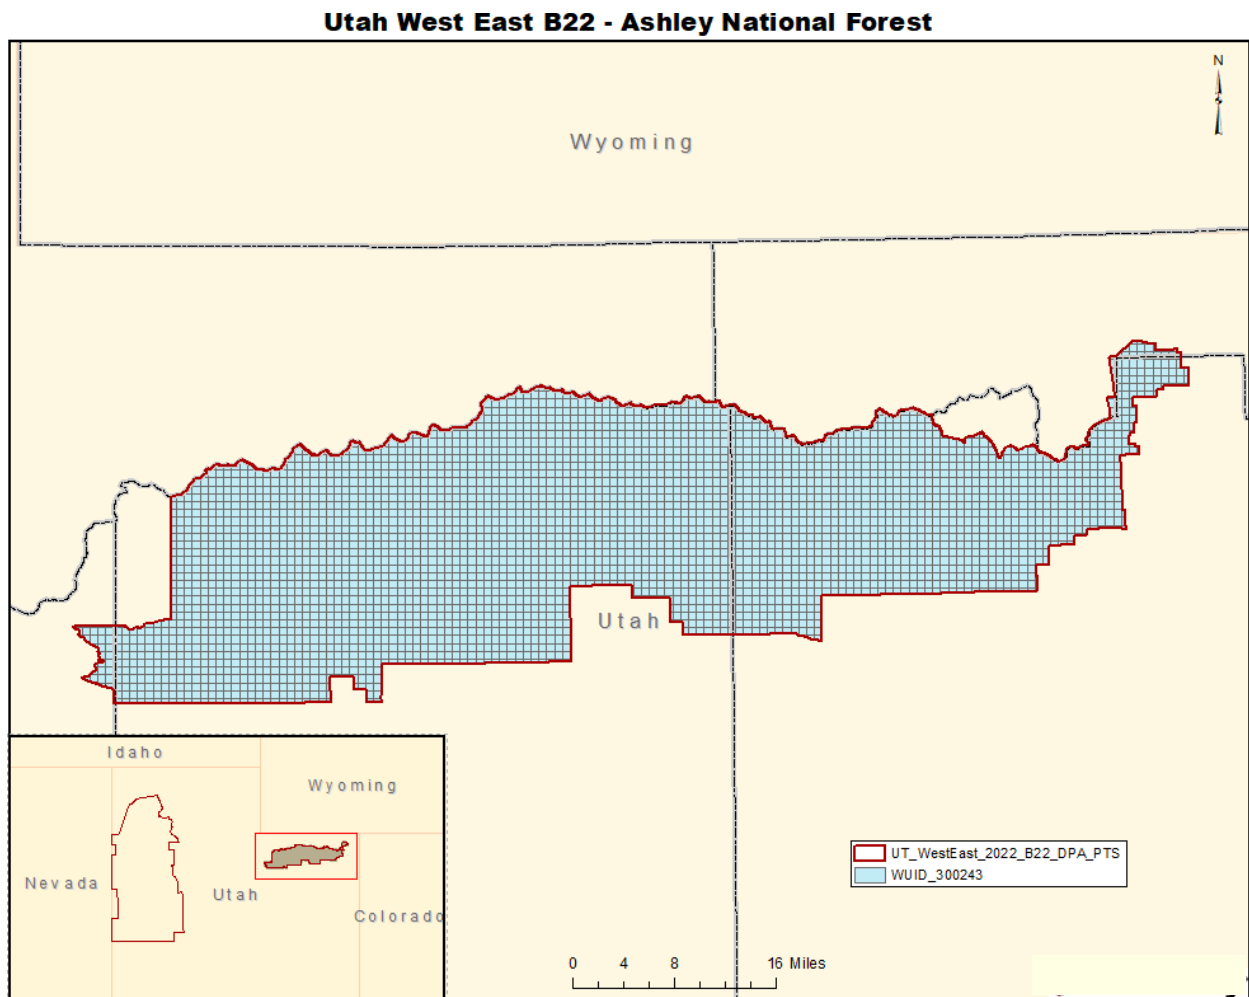 Utah West East B22 - Ashley National Forest
N
Wyoming
Utah
Idaho
Wyoming
Nevada
Utah
Colorado
UT_WestEast_2022_B22_DPA_PTS
WUID_300243
0 4 8 16 Miles